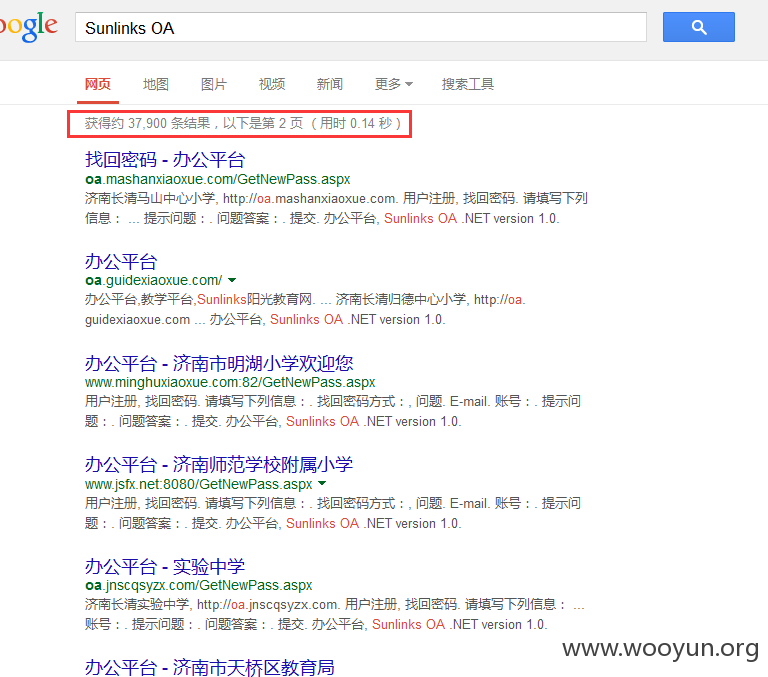 oogle
Sunlinks OA
网页 地图 图片 视频 新闻 更多 搜索工具
获得约 37,900 条结果，以下是第 2 页 （用时 0.14 秒）
找回密码 - 办公平台
oa.mashanxiaoxue.com/GetNewPass.aspx
济南长清马山中心小学, http://oa.mashanxiaoxue.com. 用户注册, 找回密码. 请填写下列
信息： ... 提示问题：. 问题答案：. 提交. 办公平台, Sunlinks OA .NET version 1.0.
办公平台
oa.guidexiaoxue.com/
办公平台,教学平台,Sunlinks阳光教育网. ... 济南长清归德中心小学, http://oa.
guidexiaoxue.com ... 办公平台, Sunlinks OA .NET version 1.0.
办公平台 - 济南市明湖小学欢迎您
www.minghuxiaoxue.com:82/GetNewPass.aspx
用户注册, 找回密码. 请填写下列信息：. 找回密码方式：, 问题. E-mail. 账号：. 提示问
题：. 问题答案：. 提交. 办公平台, Sunlinks OA .NET version 1.0.
办公平台 - 济南师范学校附属小学
www.jsfx.net:8080/GetNewPass.aspx
用户注册, 找回密码. 请填写下列信息：. 找回密码方式：, 问题. E-mail. 账号：. 提示问
题：. 问题答案：. 提交. 办公平台, Sunlinks OA .NET version 1.0.
办公平台 - 实验中学
oa.jnscqsyzx.com/GetNewPass.aspx
济南长清实验中学, http://oa.jnscqsyzx.com. 用户注册, 找回密码. 请填写下列信息： ...
账号：. 提示问题：. 问题答案：. 提交. 办公平台, Sunlinks OA .NET version 1.0.
www.wooyun.org
办公平台 - 济南市天桥区教育局